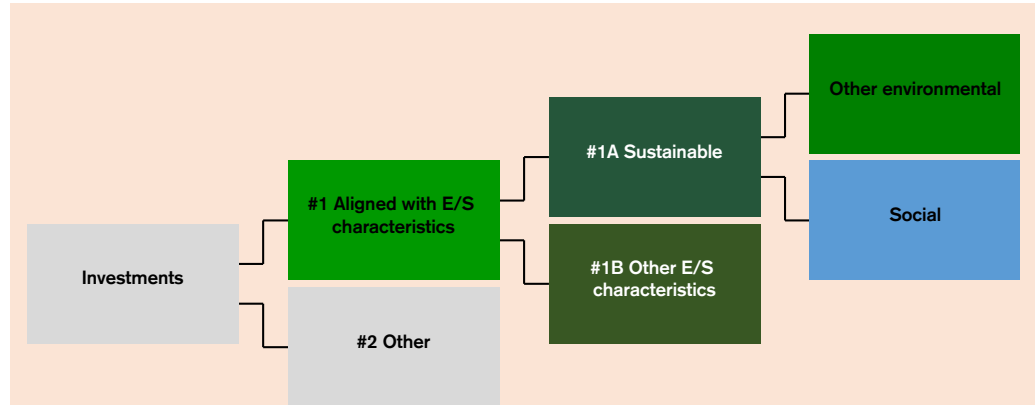 Investments
#1 Aligned with E/S
characteristics
#2 Other
#1A Sustainable
#1B Other E/S
characteristics
Other environmental
Social